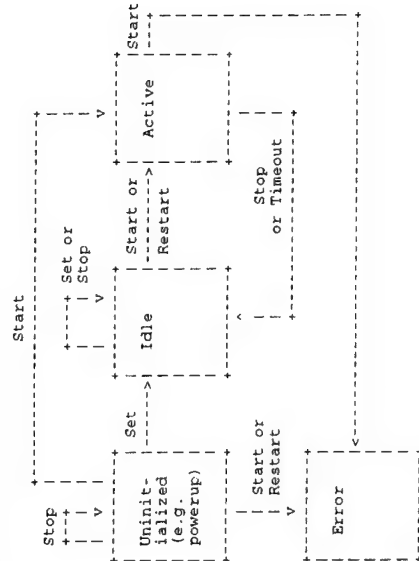 Start
Stop
Uninit-
ialized
(e.g.
powerup)
Set
Set or
Stop
Idle
Start or
Restart
Active
Start
Stop
or Timeout
Start or
Restart
Error